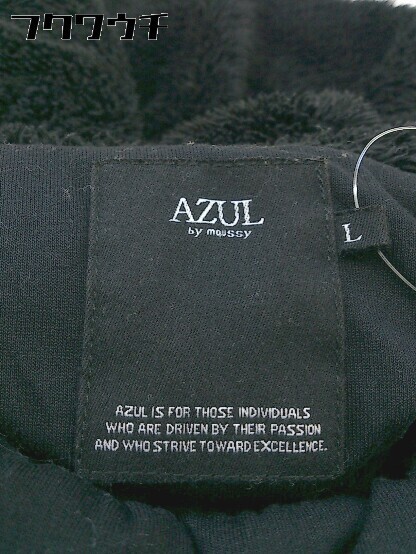 フクワウチ
AZUL
by moussy
L
AZUL IS FOR THOSE INDIVIDUALS
WHO ARE DRIVEN BY THEIR PASSION
AND WHO STRIVE TOWARD EXCELLENCE.